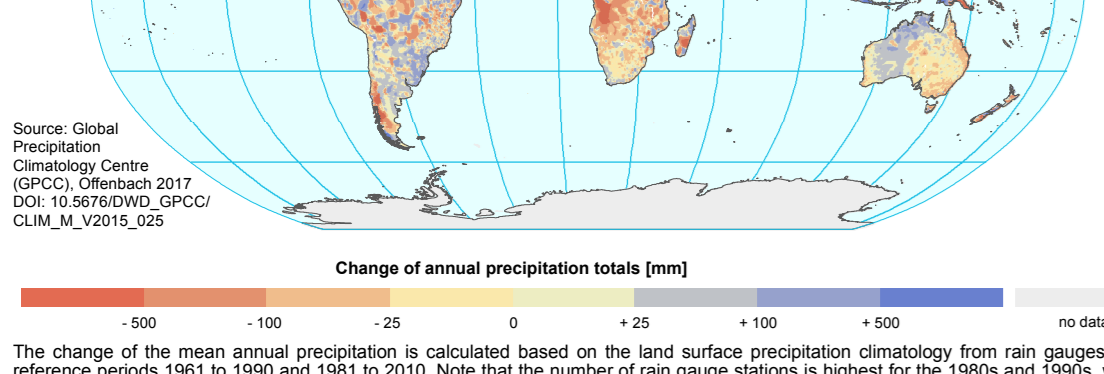 Source: Global
Precipitation
Climatology Centre
(GPCC), Offenbach 2017
DOI: 10.5676/DWD_GPCC/
CLIM_M_V2015_025
Change of annual precipitation totals [mm]
- 500 - 100 - 25 0 + 25 + 100 + 500 no data
The change of the mean annual precipitation is calculated based on the land surface precipitation climatology from rain gauges
reference periods 1961 to 1990 and 1981 to 2010. Note that the number of rain gauge stations is highest for the 1980s and 1990s,